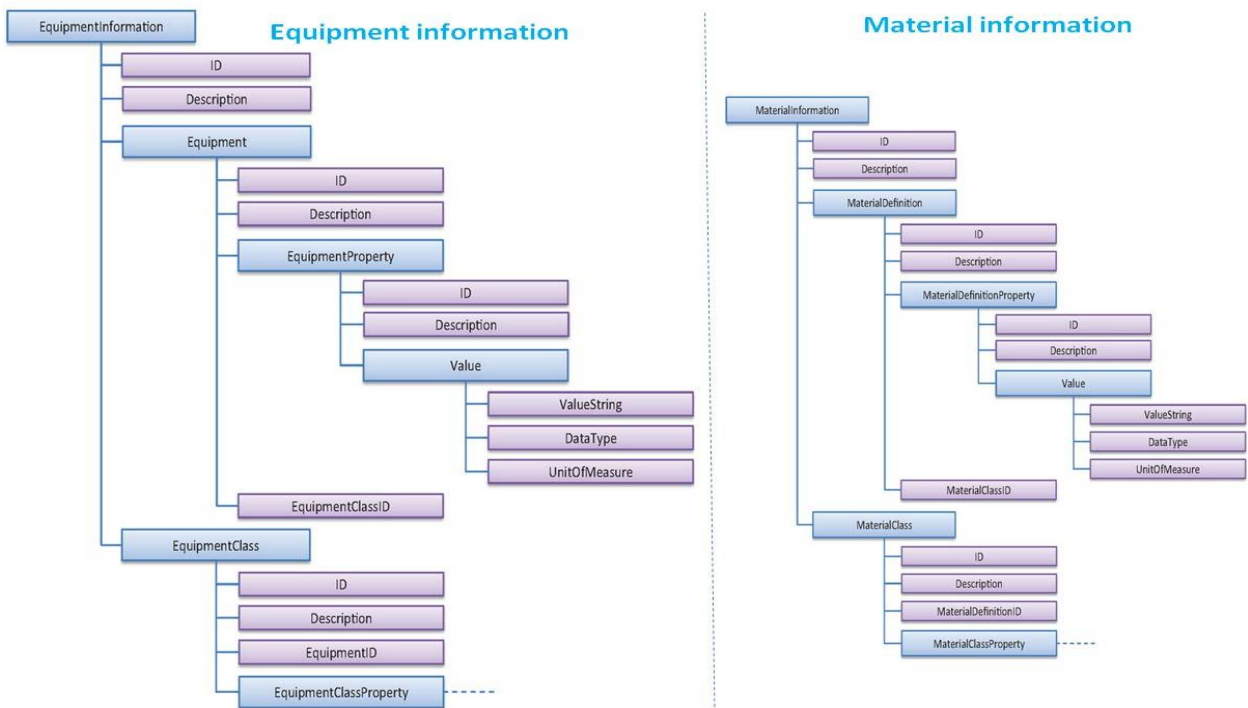 Equipment information
EquipmentInformation
ID
Description
Equipment
ID
Description
EquipmentProperty
ID
Description
Value
ValueString
DataType
UnitOfMeasure
EquipmentClassID
EquipmentClass
ID
Description
EquipmentID
EquipmentClassProperty
Material information
MaterialInformation
ID
Description
MaterialDefinition
ID
Description
MaterialDefinitionProperty
ID
Description
Value
ValueString
DataType
UnitOfMeasure
MaterialClassID
MaterialClass
ID
Description
MaterialDefinitionID
MaterialClassProperty